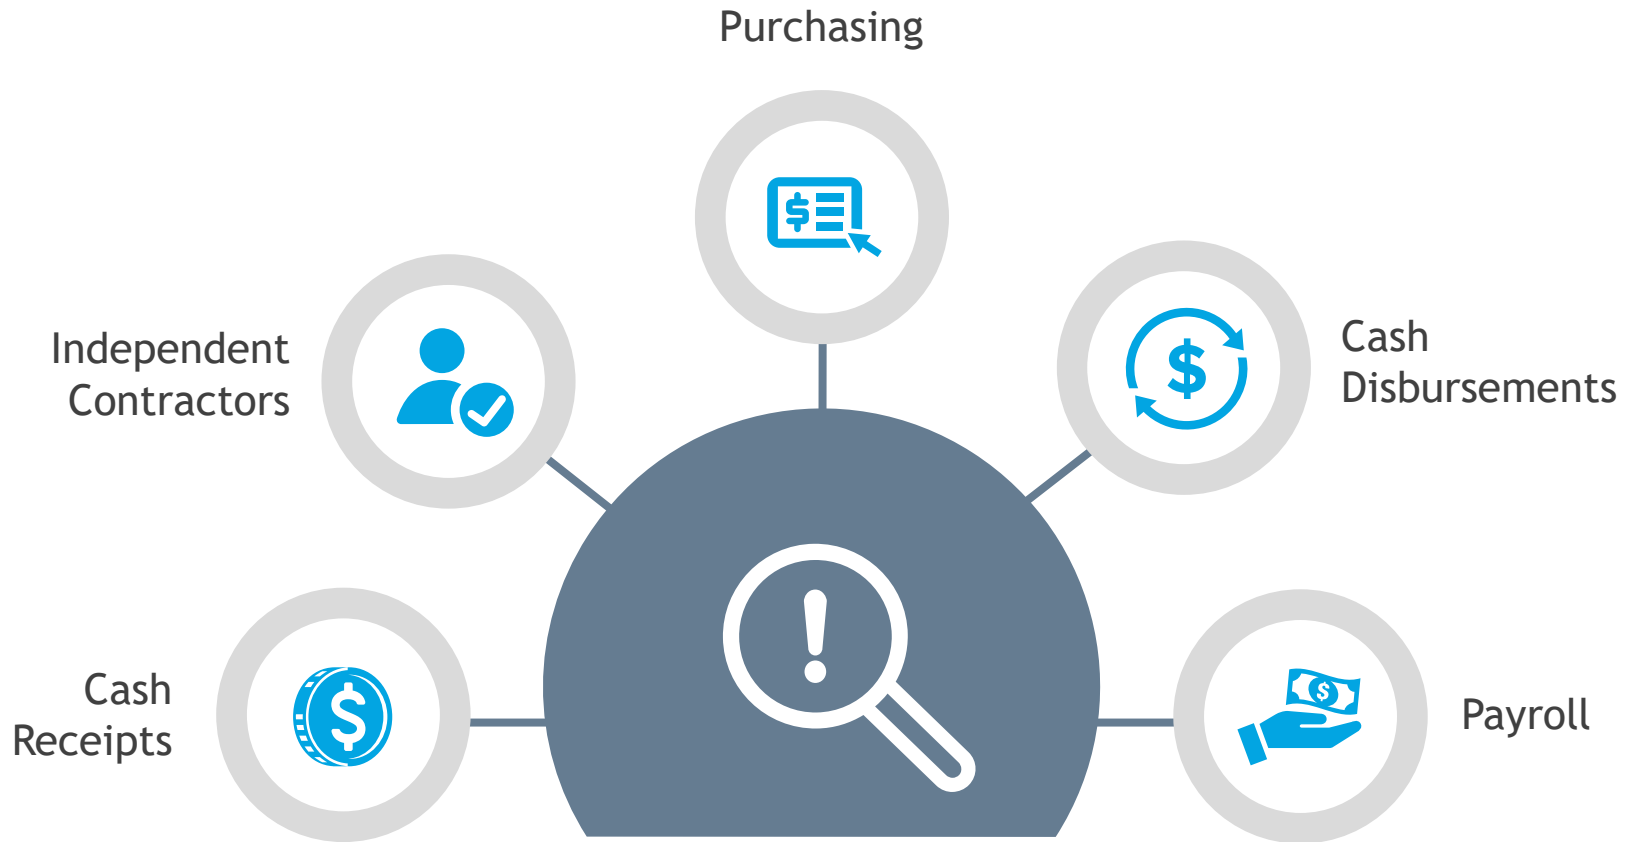 Purchasing
Independent
Contractors
Cash
Disbursements
Cash
Receipts
Payroll